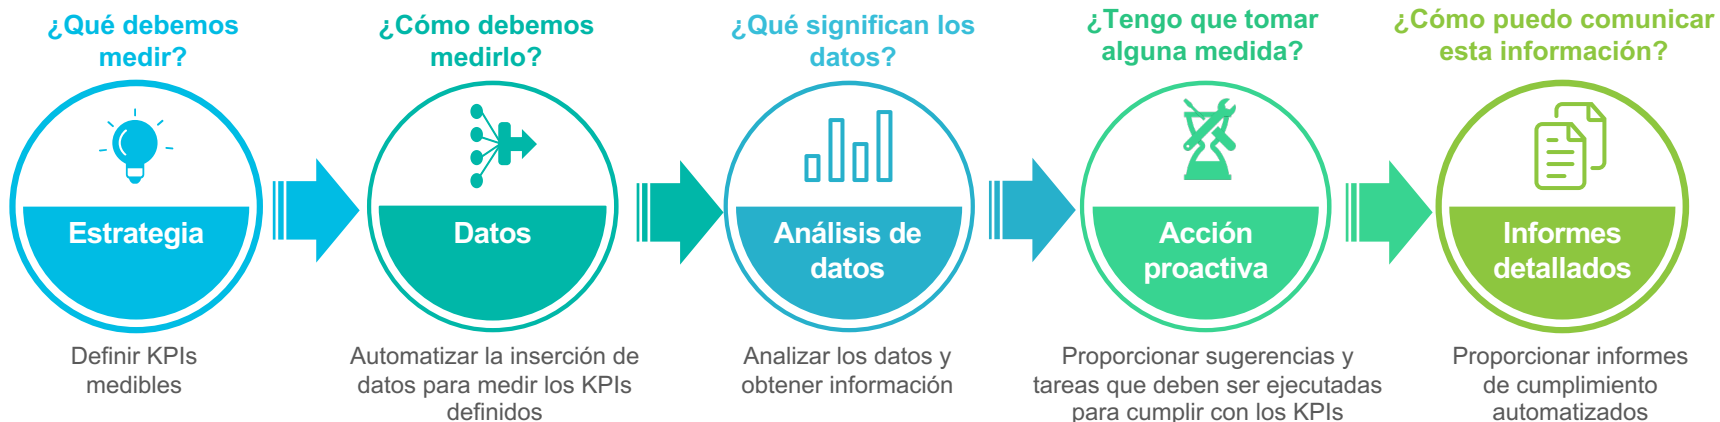 ¿Qué debemos
medir?
¿Cómo debemos
medirlo?
¿Qué significan los
datos?
¿Tengo que tomar
alguna medida?
¿Cómo puedo comunicar
esta información?
Estrategia
Datos
Análisis de
datos
Acción
proactiva
Informes
detallados
Definir KPIs
medibles
Automatizar la inserción de
datos para medir los KPIs
definidos
Analizar los datos y
obtener información
Proporcionar sugerencias y
tareas que deben ser ejecutadas
para cumplir con los KPIs
Proporcionar informes
de cumplimiento
automatizados